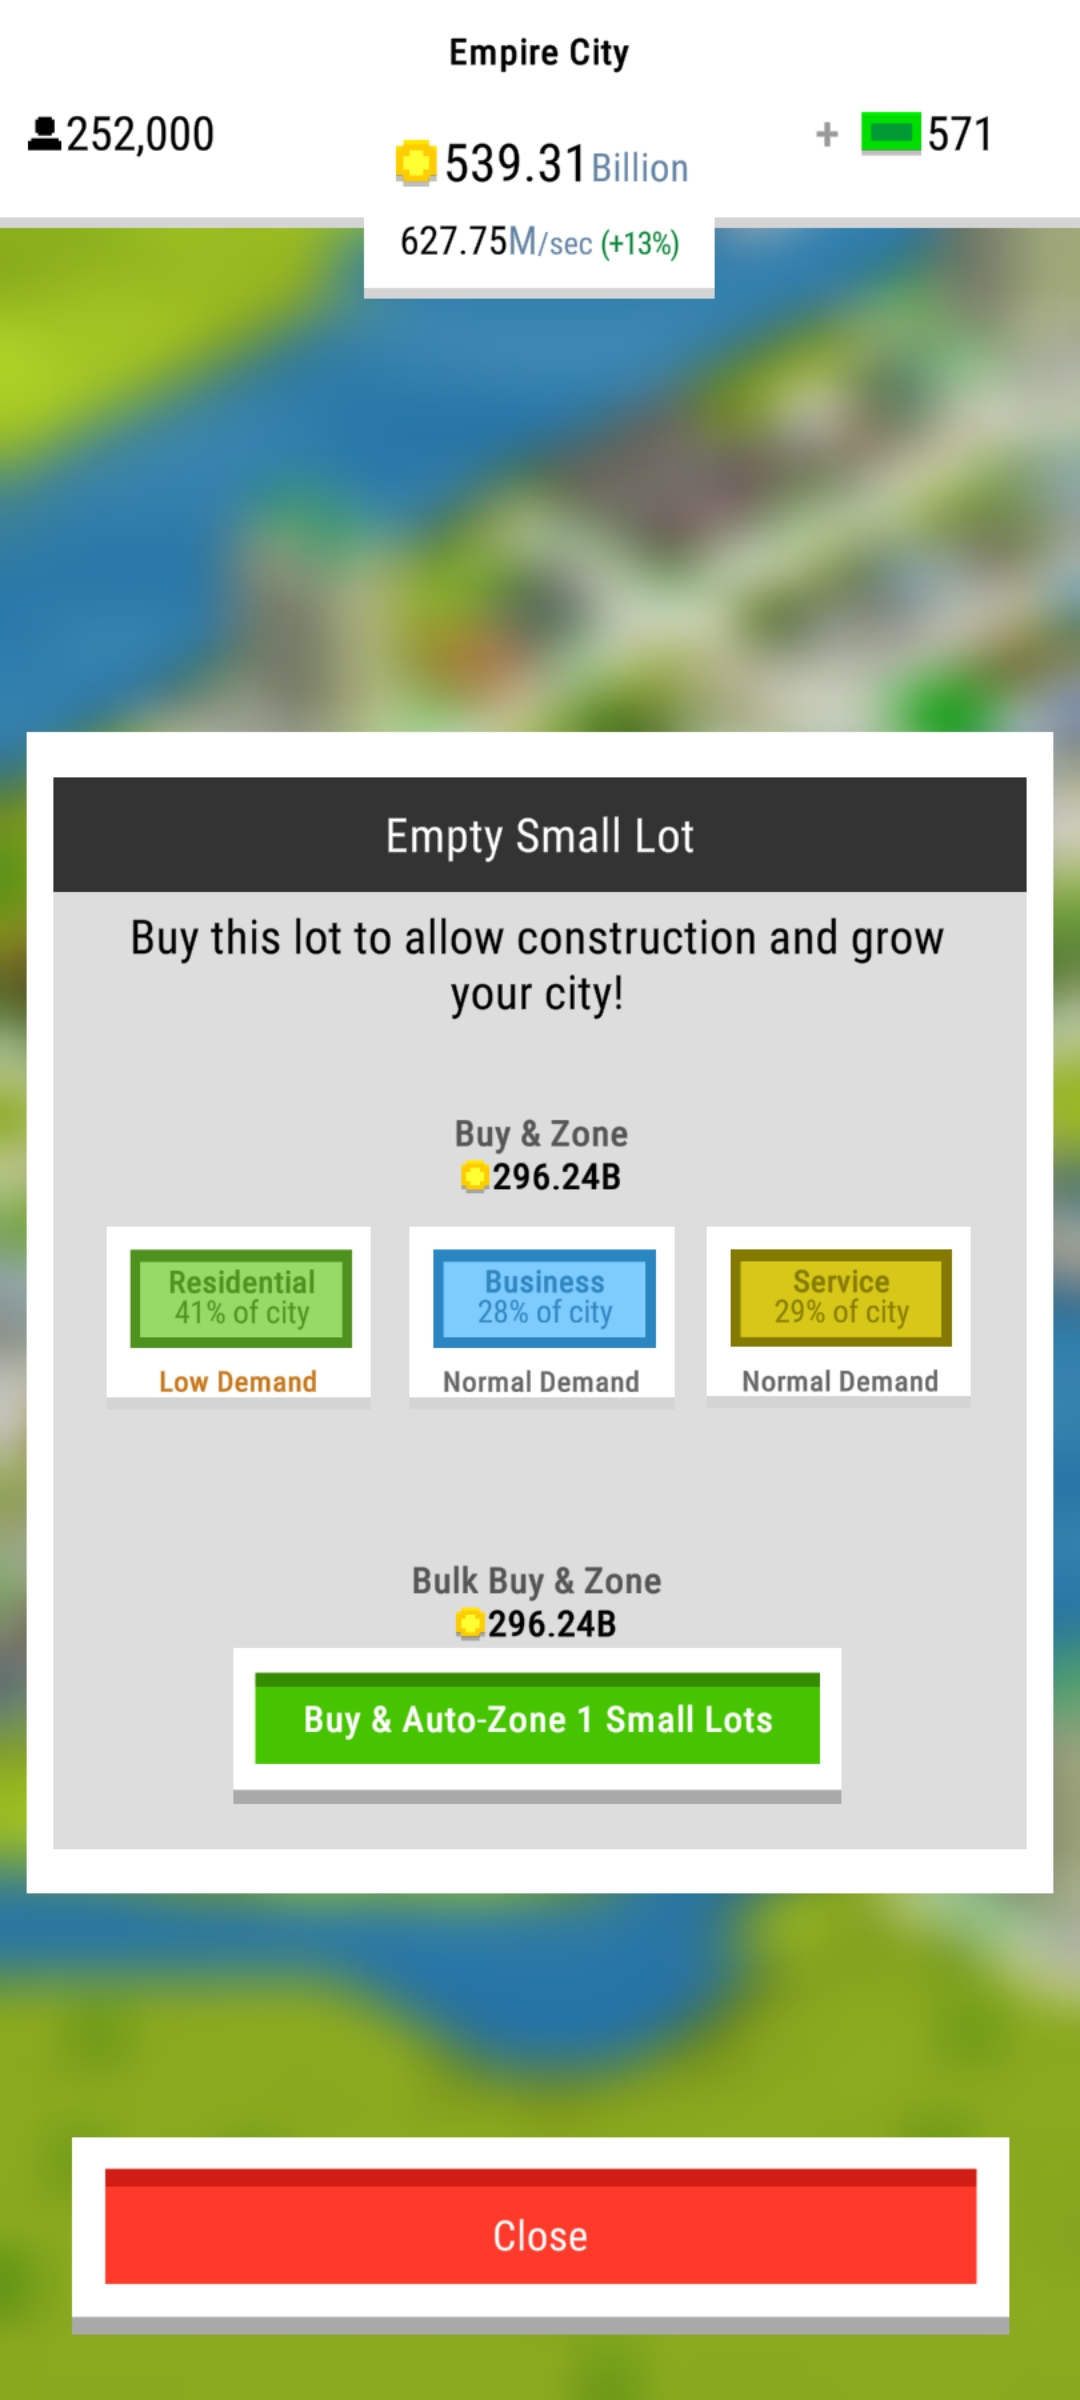 Empire City
252,000
539.31 Billion
+ 571
627.75M/sec (+13%)
Empty Small Lot
Buy this lot to allow construction and grow
your city!
Buy & Zone
296.24B
Residential
41% of city
Low Demand
Business
28% of city
Normal Demand
Service
29% of city
Normal Demand
Bulk Buy & Zone
296.24B
Buy & Auto-Zone 1 Small Lots
Close